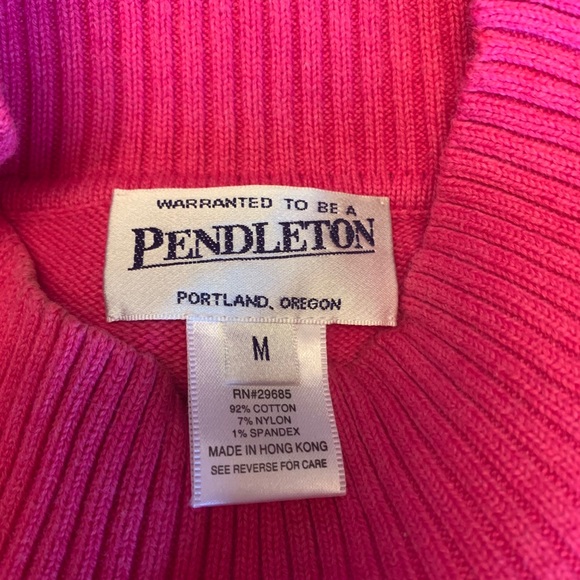 WARRANTED TO BE A
PENDLETON
PORTLAND, OREGON
M
RN#29685
92% COTTON
7% NYLON
1% SPANDEX
MADE IN HONG KONG
SEE REVERSE FOR CARE